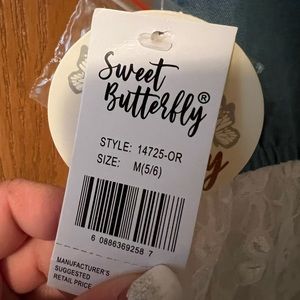 Sweet
Butterfly®
STYLE: 14725-OR
SIZE: M(5/6)
6 0886369258 7
MANUFACTURER'S
SUGGESTED
RETAIL PRICE